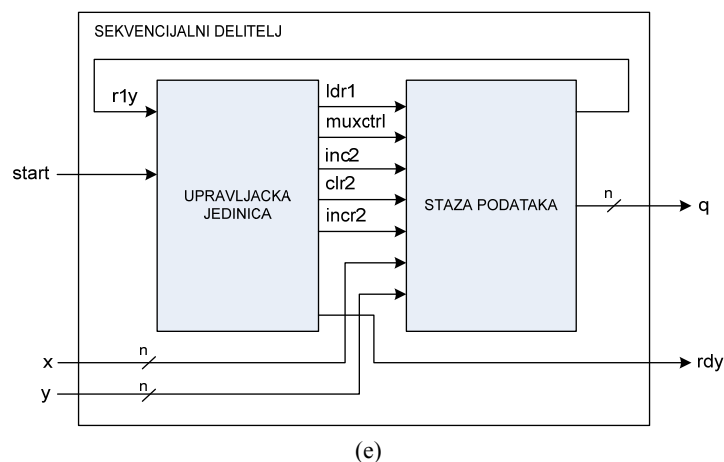 SEKVENCIJALNI DELITELJ
r1y
ldr1
muxctrl
inc2
clr2
incr2
start
UPRAVLJACKA
JEDINICA
STAZA PODATAKA
n
q
x
n
rdy
y
n
(e)